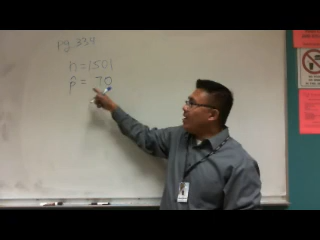 pg. 334
n = 1501
p̂ = 70